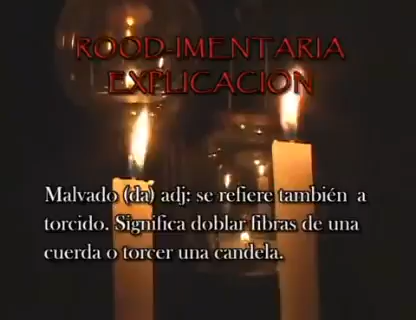 ROOD-IMENTARIA
EXPLICACION
Malvado (da) adj: se refiere también a
torcido. Significa doblar fibras de una
cuerda o torcer una candela.